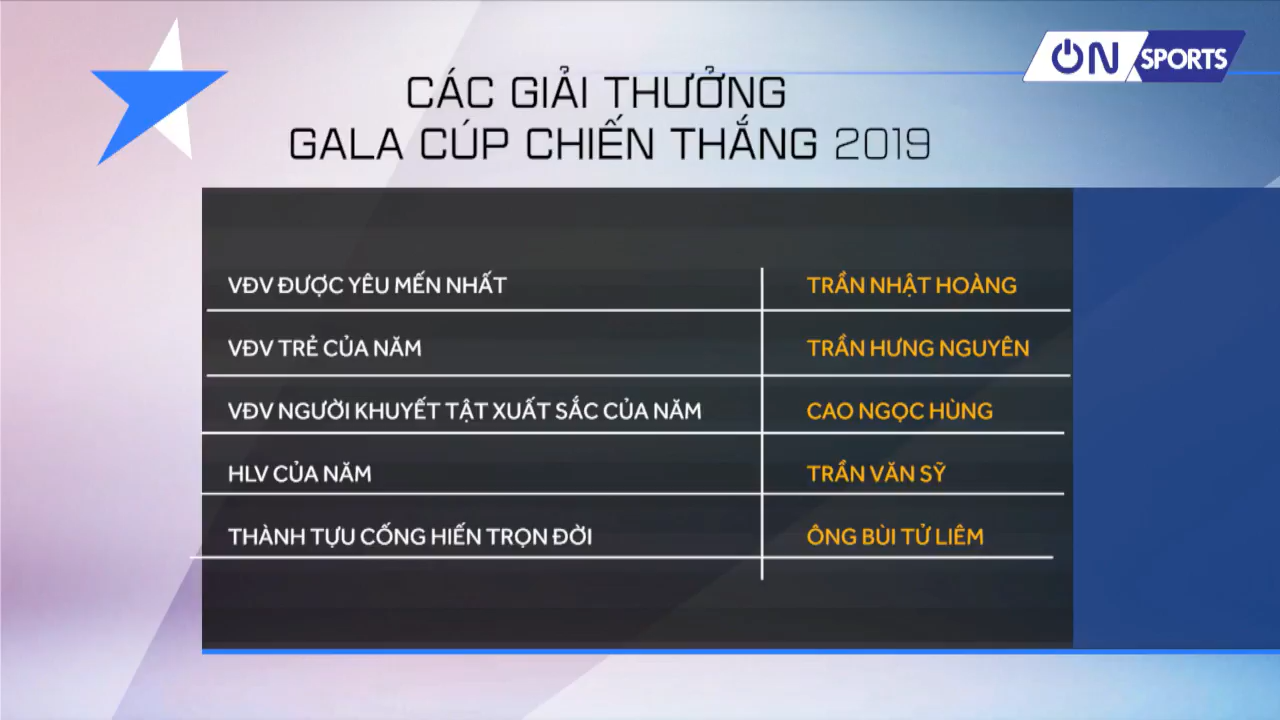 ON SPORTS
CÁC GIẢI THƯỞNG
GALA CÚP CHIẾN THẮNG 2019
VĐV ĐƯỢC YÊU MẾN NHẤT TRẦN NHẬT HOÀNG
VĐV TRẺ CỦA NĂM TRẦN HƯNG NGUYÊN
VĐV NGƯỜI KHUYẾT TẬT XUẤT SẮC CỦA NĂM CAO NGỌC HÙNG
HLV CỦA NĂM TRẦN VĂN SỸ
THÀNH TỰU CỐNG HIẾN TRỌN ĐỜI ÔNG BÙI TỬ LIÊM